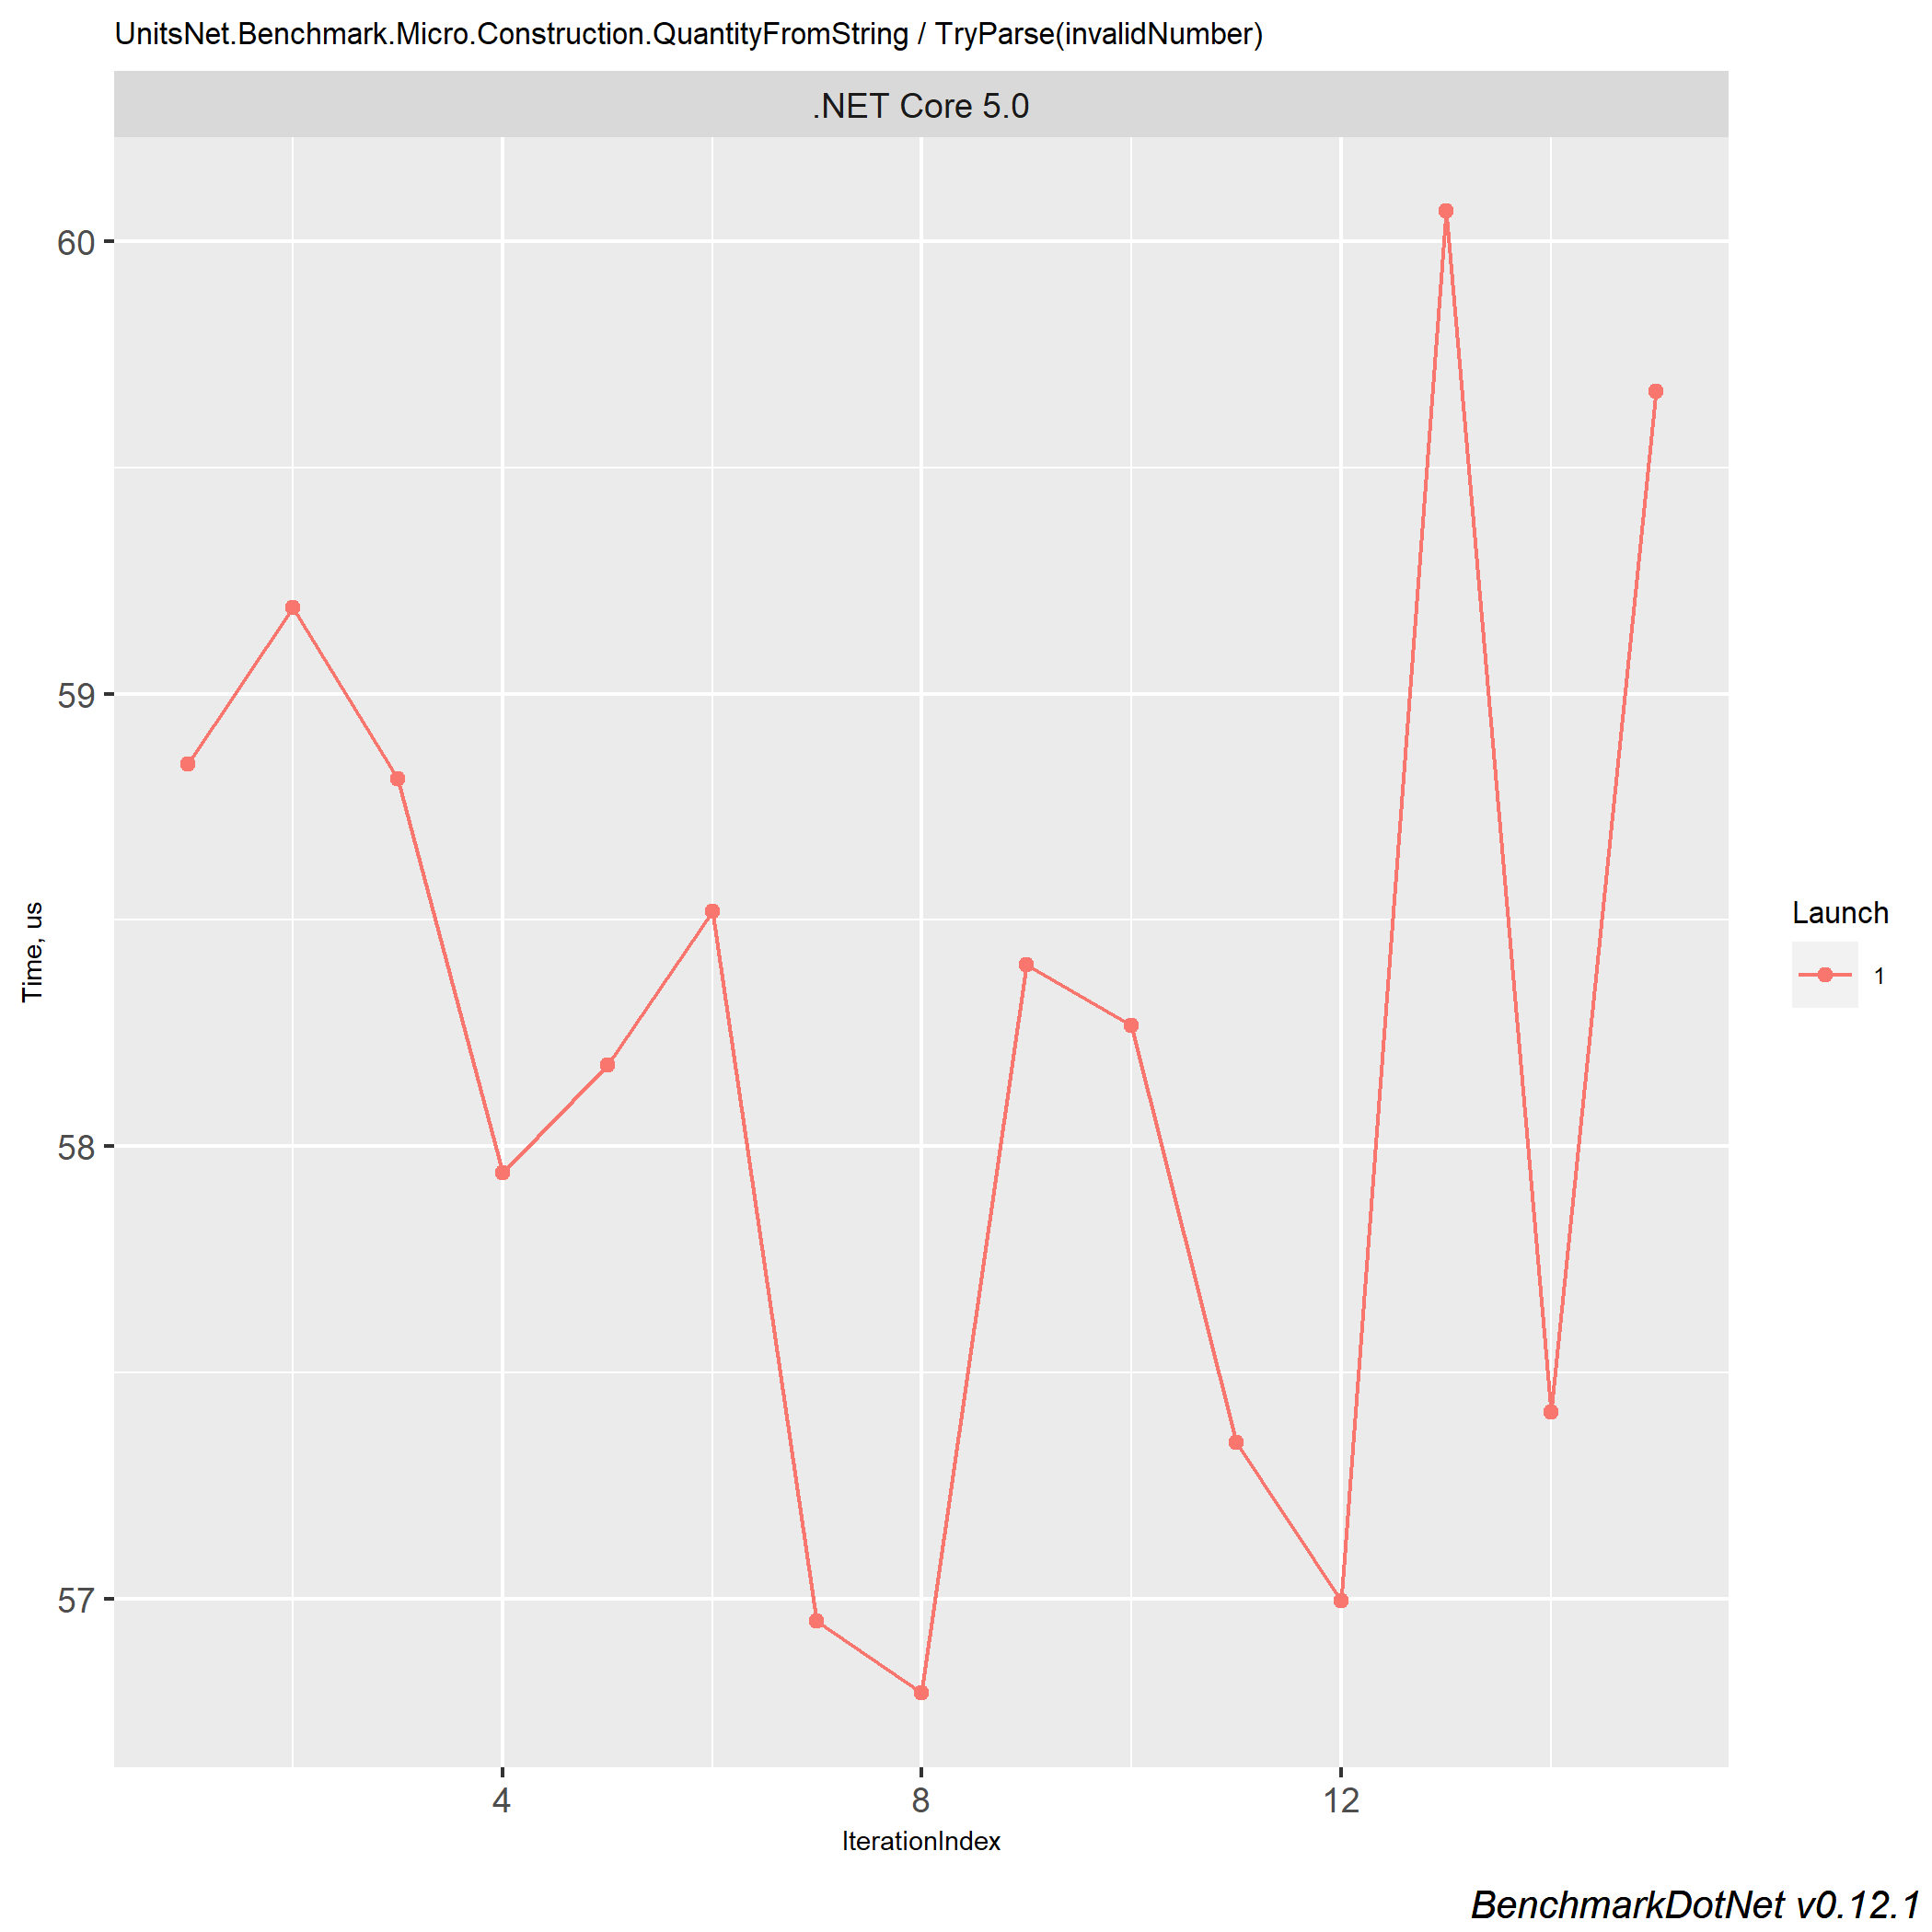 UnitsNet.Benchmark.Micro.Construction.QuantityFromString / TryParse(invalidNumber)
.NET Core 5.0
60
59
58
57
Time, us
4
8
12
IterationIndex
Launch
1
BenchmarkDotNet v0.12.1